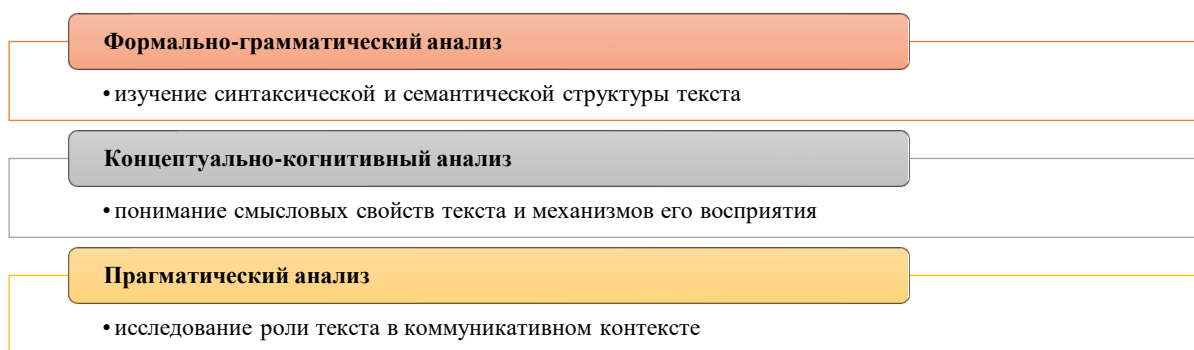 Формально-грамматический анализ
• изучение синтаксической и семантической структуры текста
Концептуально-когнитивный анализ
• понимание смысловых свойств текста и механизмов его восприятия
Прагматический анализ
• исследование роли текста в коммуникативном контексте